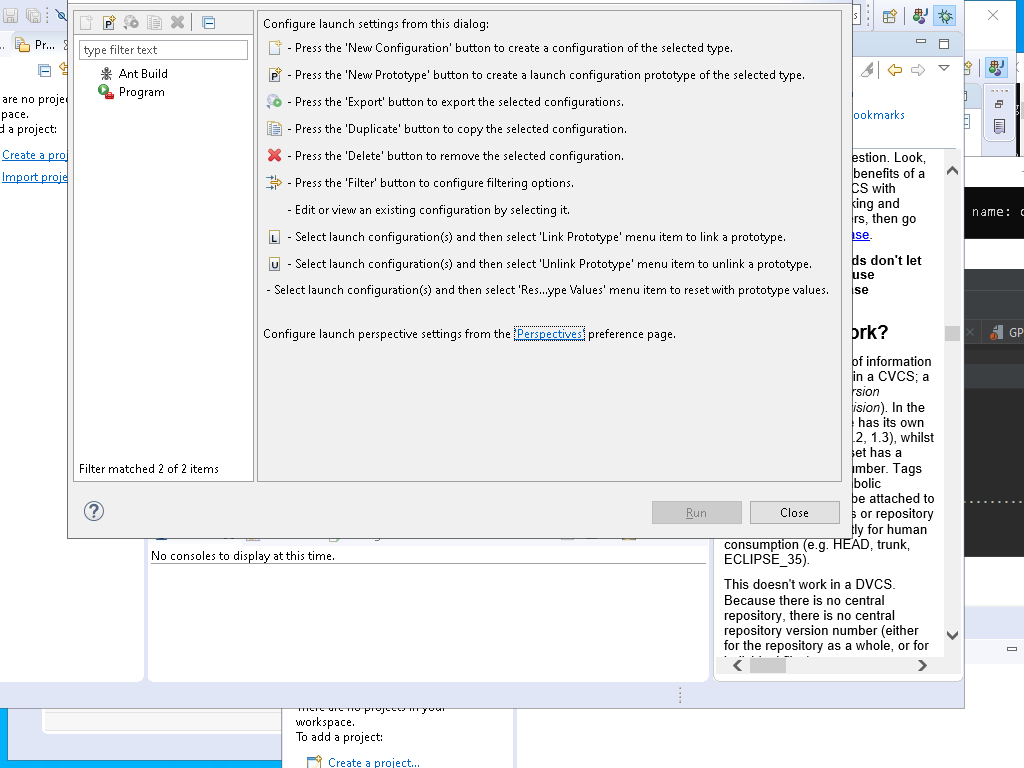 Configure launch settings from this dialog:
type filter text
Ant Build
Program
- Press the 'New Configuration' button to create a configuration of the selected type.
- Press the 'New Prototype' button to create a launch configuration prototype of the selected type.
- Press the 'Export' button to export the selected configurations.
- Press the 'Duplicate' button to copy the selected configuration.
- Press the 'Delete' button to remove the selected configuration.
- Press the 'Filter' button to configure filtering options.
- Edit or view an existing configuration by selecting it.
L - Select launch configuration(s) and then select 'Link Prototype' menu item to link a prototype.
U - Select launch configuration(s) and then select 'Unlink Prototype' menu item to unlink a prototype.
- Select launch configuration(s) and then select 'Res...ype Values' menu item to reset with prototype values.
Configure launch perspective settings from the Perspectives preference page.
Filter matched 2 of 2 items
Run
Close
Pr...
are no proje
pace.
d a project:
Create a proj
Import proje
No consoles to display at this time.
ookmarks
estion. Look,
benefits of a
CS with
king and
ers, then go
ase.
ds don't let
use
ase
ork?
of information
in a CVCS; a
ersion
ision). In the
e has its own
.2, 1.3), whilst
set has a
umber. Tags
bolic
be attached to
s or repository
tly for human
consumption (e.g. HEAD, trunk,
ECLIPSE_35).
This doesn't work in a DVCS.
Because there is no central
repository, there is no central
repository version number (either
for the repository as a whole, or for
name: c
GP
There are no projects in your
workspace.
To add a project:
Create a project...